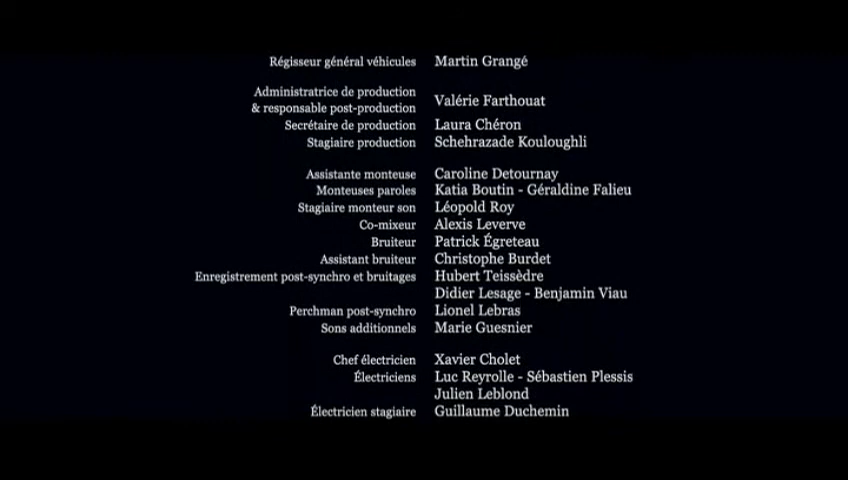 Régisseur général véhicules Martin Grangé
Administratrice de production
& responsable post-production Valérie Farthouat
Secrétaire de production Laura Chéron
Stagiaire production Schehrazade Kouloughli
Assistante monteuse Caroline Detournay
Monteuses paroles Katia Boutin - Géraldine Falieu
Stagiaire monteur son Léopold Roy
Co-mixeur Alexis Leverve
Bruiteur Patrick Égreteau
Assistant bruiteur Christophe Burdet
Enregistrement post-synchro et bruitages Hubert Teissèdre
Didier Lesage - Benjamin Viau
Perchman post-synchro Lionel Lebras
Sons additionnels Marie Guesnier
Chef électricien Xavier Cholet
Électriciens Luc Reyrolle - Sébastien Plessis
Julien Leblond
Électricien stagiaire Guillaume Duchemin